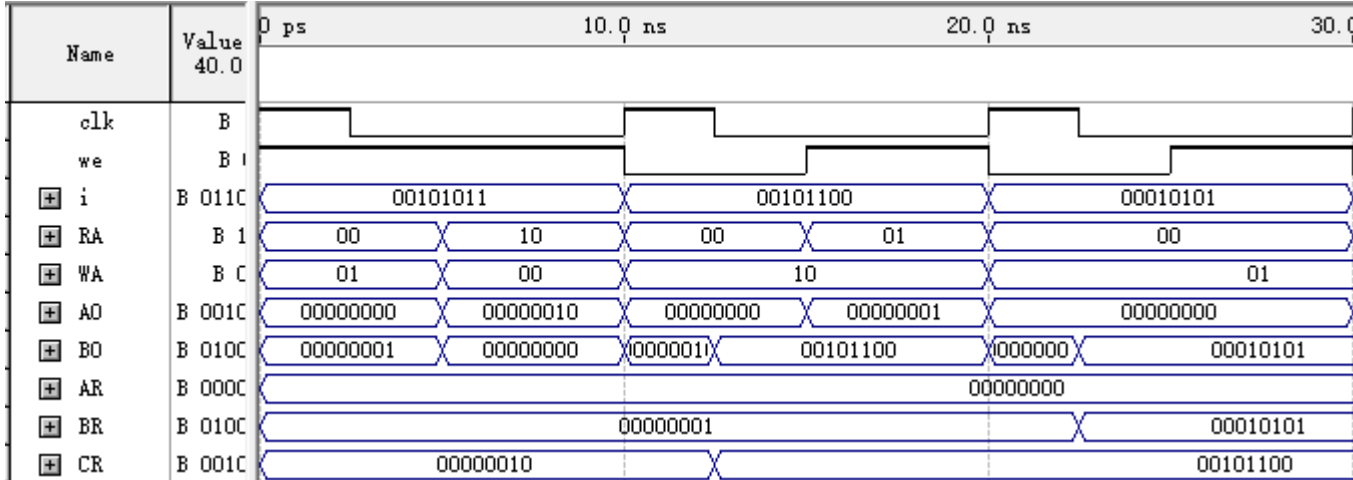 Name Value 40.0 0 ps 10.0 ns 20.0 ns 30.0
clk B
we B
i B 0110 00101011 00101100 00010101
RA B 1 00 10 00 01 00
WA B 01 00 10 01
AO B 0010 00000000 00000010 00000000 00000001 00000000
BO B 0100 00000001 00000000 00101100 00010101
AR B 0000 00000000
BR B 0100 00000001 00010101
CR B 0010 00000010 00101100